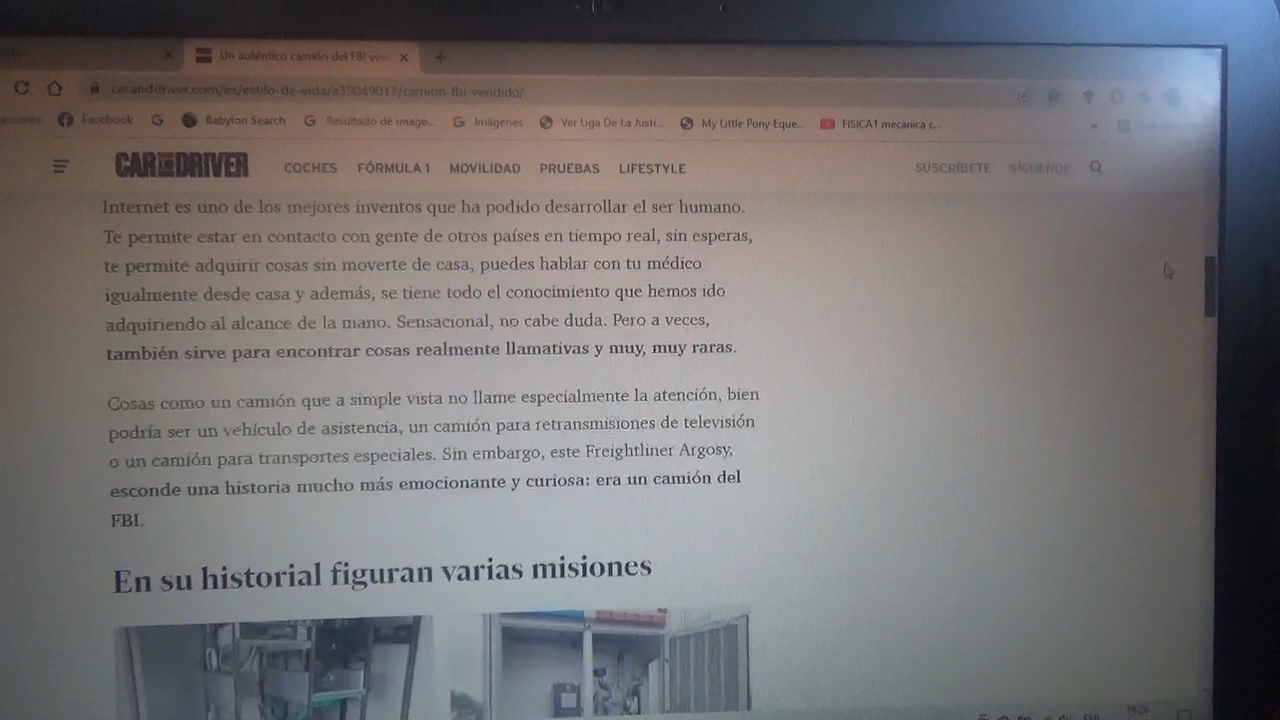 Un auténtico camión del FBI ven
caranddriver.com/es/estilo-de-vida/a39049017/camion-fbi-vendido/
Facebook
G
Babylon Search
G Resultado de image...
G Imágenes
Ver Liga De La Justi...
My Little Pony Eque...
FISICA1 mecanica c...
CAR AND DRIVER
COCHES
FÓRMULA 1
MOVILIDAD
PRUEBAS
LIFESTYLE
SUSCRÍBETE
SÍGUENOS
Internet es uno de los mejores inventos que ha podido desarrollar el ser humano.
Te permite estar en contacto con gente de otros países en tiempo real, sin esperas,
te permite adquirir cosas sin moverte de casa, puedes hablar con tu médico
igualmente desde casa y además, se tiene todo el conocimiento que hemos ido
adquiriendo al alcance de la mano. Sensacional, no cabe duda. Pero a veces,
también sirve para encontrar cosas realmente llamativas y muy, muy raras.
Cosas como un camión que a simple vista no llame especialmente la atención, bien
podría ser un vehículo de asistencia, un camión para retransmisiones de televisión
o un camión para transportes especiales. Sin embargo, este Freightliner Argosy,
esconde una historia mucho más emocionante y curiosa: era un camión del
FBI.
En su historial figuran varias misiones